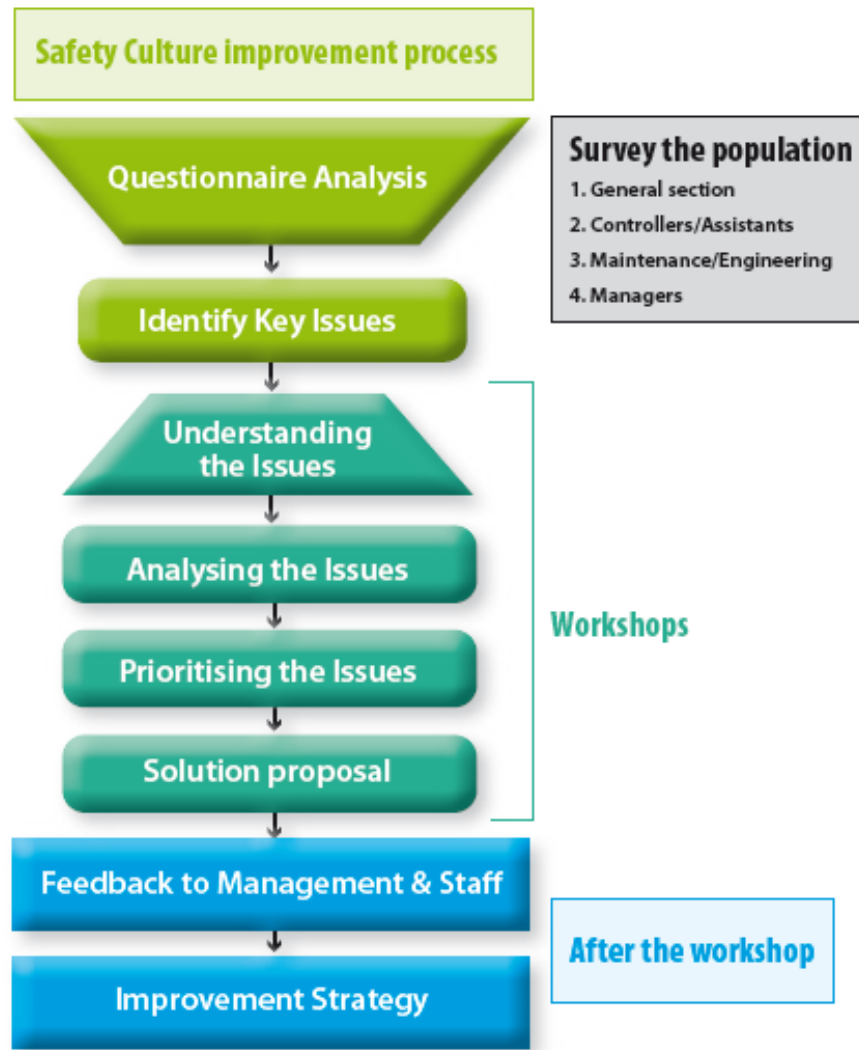 Safety Culture improvement process
Questionnaire Analysis
Survey the population
1. General section
2. Controllers/Assistants
3. Maintenance/Engineering
4. Managers
Identify Key Issues
Understanding
the Issues
Analysing the Issues
Workshops
Prioritising the Issues
Solution proposal
Feedback to Management & Staff
After the workshop
Improvement Strategy